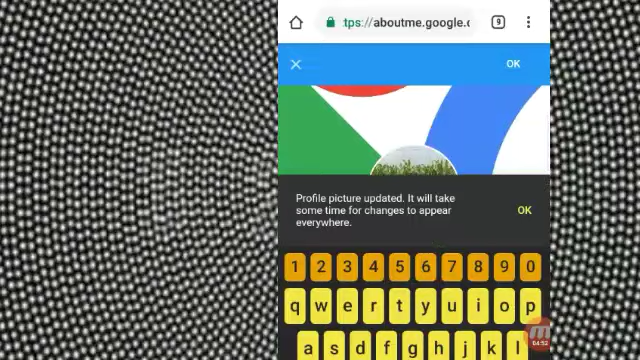 tps://aboutme.google.c
9
OK
Profile picture updated. It will take
some time for changes to appear
everywhere.
OK
1 2 3 4 5 6 7 8 9 0
q w e r t y u i o p
a s d f g h j k l
04:52